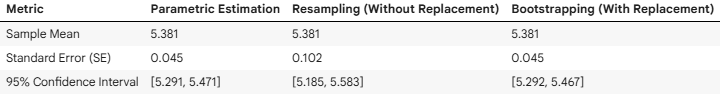 Metric Parametric Estimation Resampling (Without Replacement) Bootstrapping (With Replacement)
Sample Mean 5.381 5.381 5.381
Standard Error (SE) 0.045 0.102 0.045
95% Confidence Interval [5.291, 5.471] [5.185, 5.583] [5.292, 5.467]